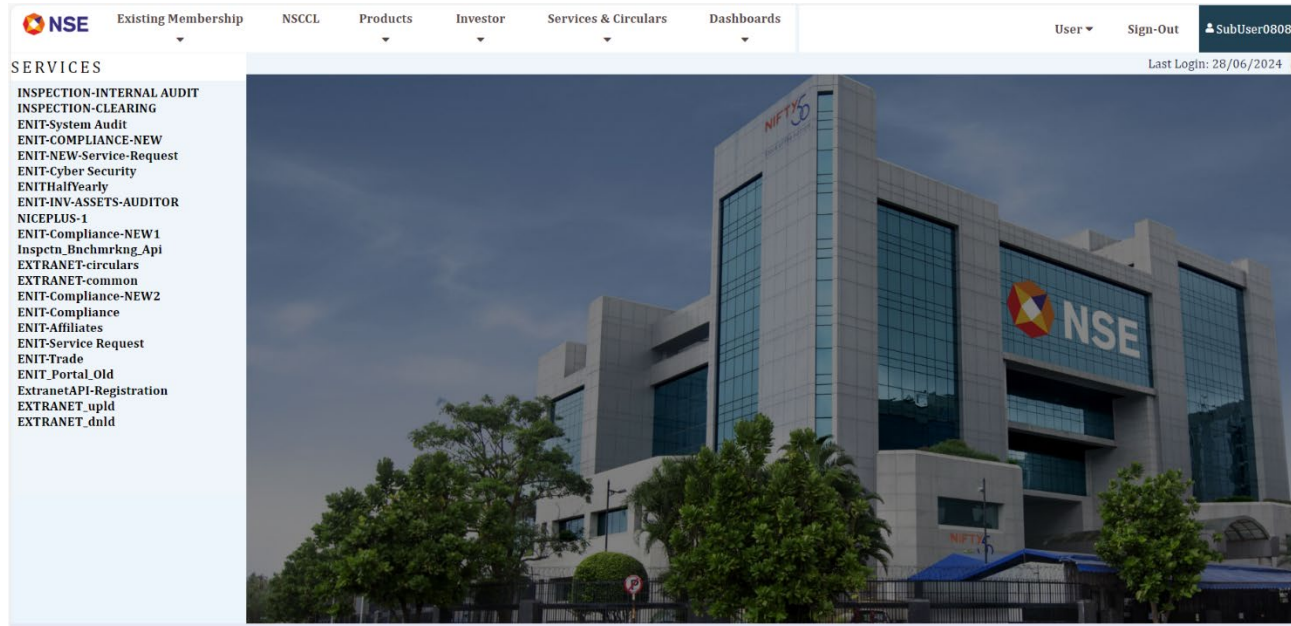 NSE
Existing Membership
NSCCL
Products
Investor
Services & Circulars
Dashboards
User
Sign-Out
SubUser0808
SERVICES
Last Login: 28/06/2024
INSPECTION-INTERNAL AUDIT
INSPECTION-CLEARING
ENIT-System Audit
ENIT-COMPLIANCE-NEW
ENIT-NEW-Service-Request
ENIT-Cyber Security
ENITHalfYearly
ENIT-INV-ASSETS-AUDITOR
NICEPLUS-1
ENIT-Compliance-NEW1
Inspctn_Bnchmrkng_Api
EXTRANET-circulars
EXTRANET-common
ENIT-Compliance-NEW2
ENIT-Compliance
ENIT-Affiliates
ENIT-Service Request
ENIT-Trade
ENIT_Portal_Old
ExtranetAPI-Registration
EXTRANET_upld
EXTRANET_dnld
NIFTY50
NSE
NIFTY
P